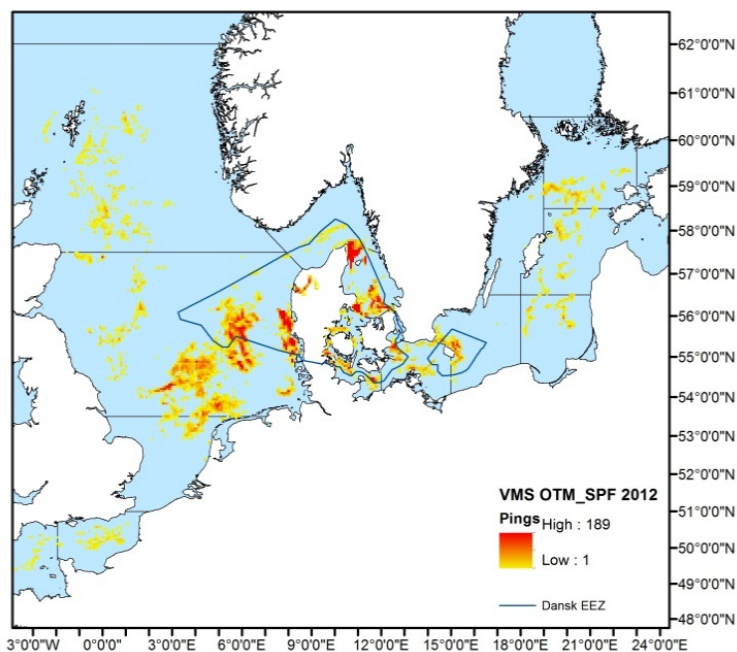 62°0'0"N
61°0'0"N
60°0'0"N
59°0'0"N
58°0'0"N
57°0'0"N
56°0'0"N
55°0'0"N
54°0'0"N
53°0'0"N
52°0'0"N
51°0'0"N
50°0'0"N
49°0'0"N
48°0'0"N
VMS OTM_SPF 2012
Pings High : 189
Low : 1
Dansk EEZ
3°0'0"W 0°0'0" 3°0'0"E 6°0'0"E 9°0'0"E 12°0'0"E 15°0'0"E 18°0'0"E 21°0'0"E 24°0'0"E